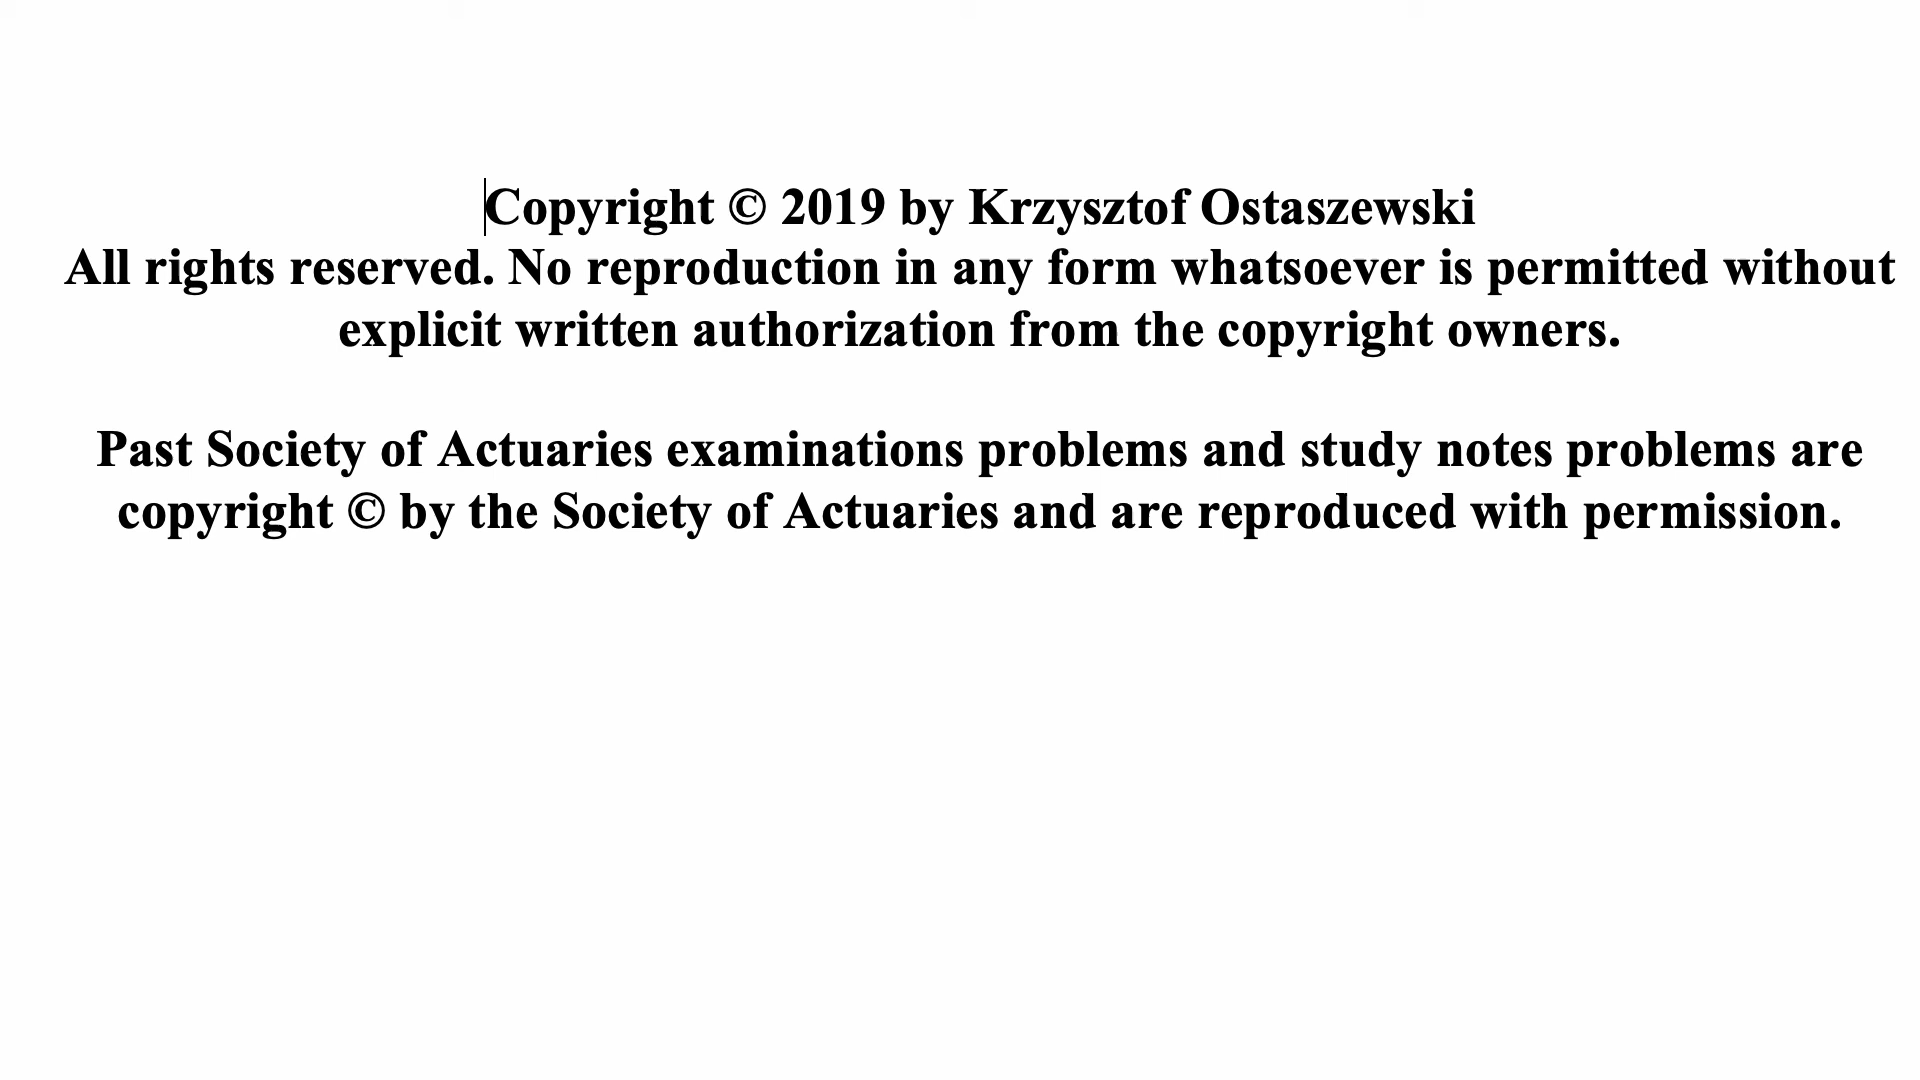 Copyright © 2019 by Krzysztof Ostaszewski
All rights reserved. No reproduction in any form whatsoever is permitted without
explicit written authorization from the copyright owners.
Past Society of Actuaries examinations problems and study notes problems are
copyright © by the Society of Actuaries and are reproduced with permission.